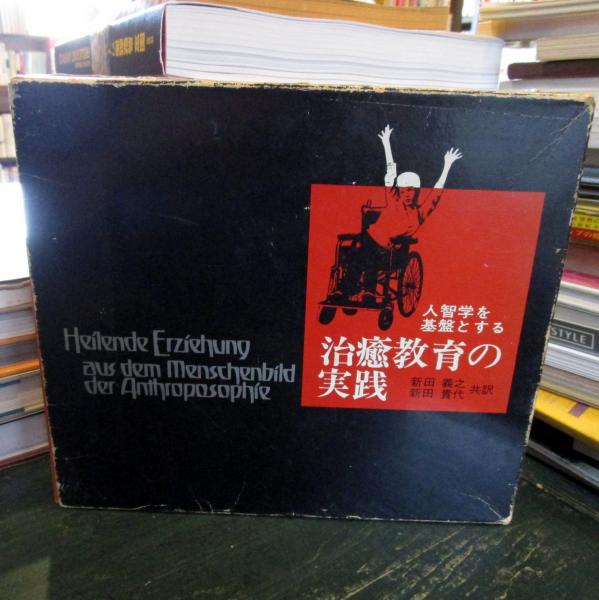 人智学を
基盤とする
治癒教育の
実践
新田 義之
新田 貴代
共訳
Heilende Erziehung
aus dem Menschenbild
der Anthroposophie
STYLE